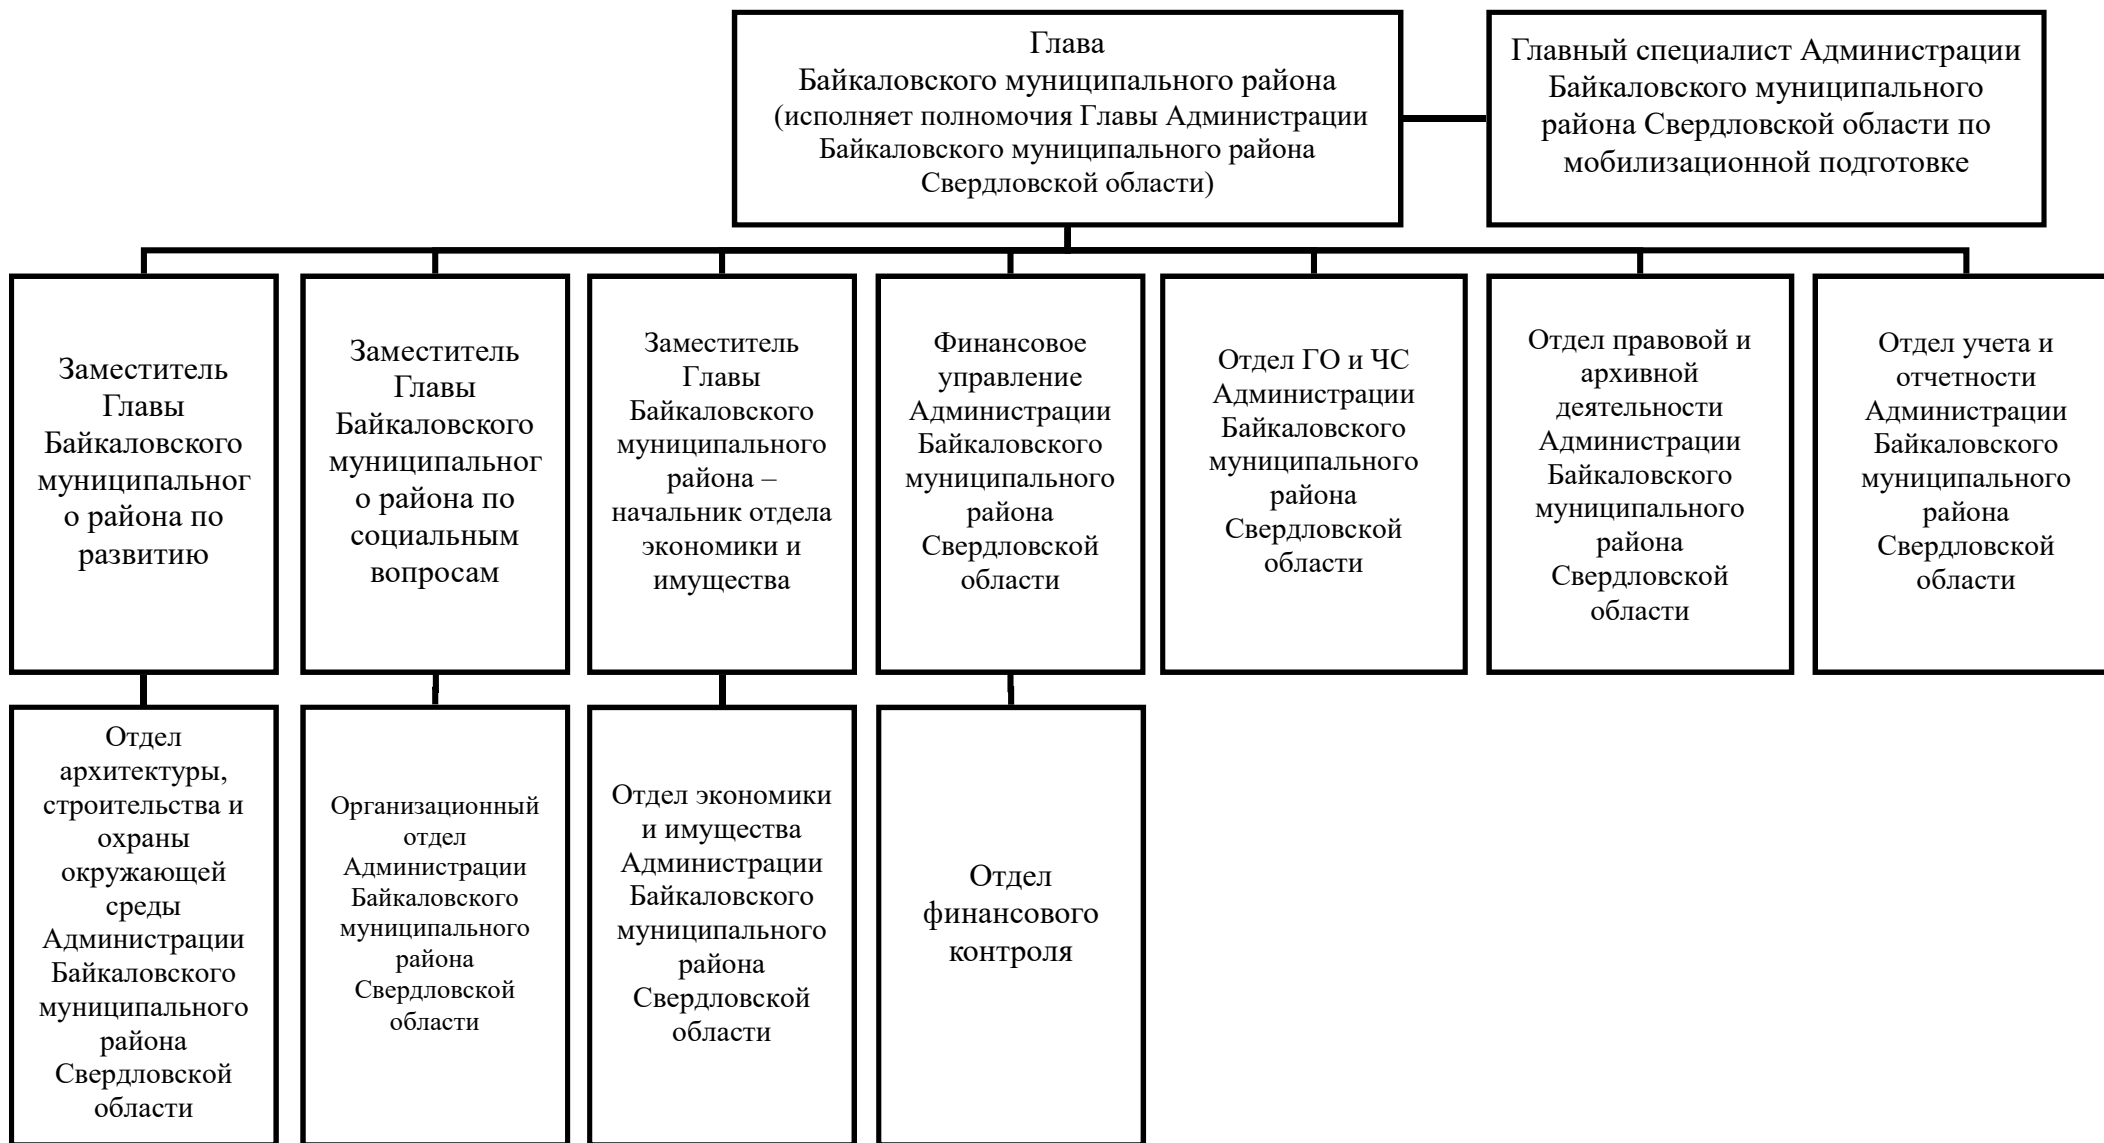 Глава
Байкаловского муниципального района
(исполняет полномочия Главы Администрации
Байкаловского муниципального района
Свердловской области)
Главный специалист Администрации
Байкаловского муниципального
района Свердловской области по
мобилизационной подготовке
Заместитель
Главы
Байкаловского
муниципальног
о района по
развитию
Заместитель
Главы
Байкаловского
муниципальног
о района по
социальным
вопросам
Заместитель
Главы
Байкаловского
муниципального
района –
начальник отдела
экономики и
имущества
Финансовое
управление
Администрации
Байкаловского
муниципального
района
Свердловской
области
Отдел ГО и ЧС
Администрации
Байкаловского
муниципального
района
Свердловской
области
Отдел правовой и
архивной
деятельности
Администрации
Байкаловского
муниципального
района
Свердловской
области
Отдел учета и
отчетности
Администрации
Байкаловского
муниципального
района
Свердловской
области
Отдел
архитектуры,
строительства и
охраны
окружающей
среды
Администрации
Байкаловского
муниципального
района
Свердловской
области
Организационный
отдел
Администрации
Байкаловского
муниципального
района
Свердловской
области
Отдел экономики
и имущества
Администрации
Байкаловского
муниципального
района
Свердловской
области
Отдел
финансового
контроля